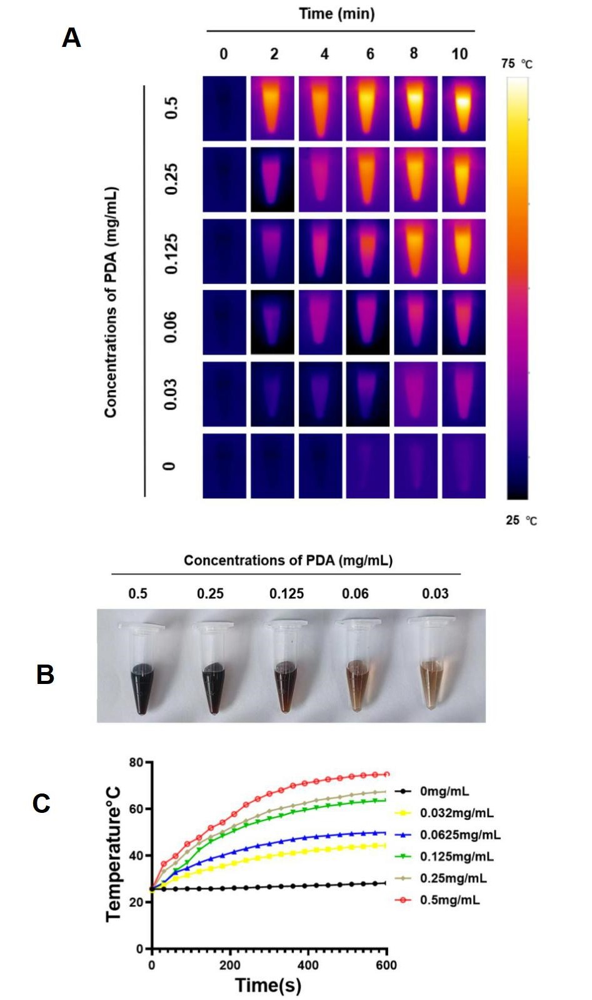 A
Time (min)
0 2 4 6 8 10
75 °C
Concentrations of PDA (mg/mL)
0.5
0.25
0.125
0.06
0.03
0
25 °C
Concentrations of PDA (mg/mL)
0.5 0.25 0.125 0.06 0.03
B
C
Temperature°C
80
60
40
20
0
0 200 400 600
Time(s)
0mg/mL
0.032mg/mL
0.0625mg/mL
0.125mg/mL
0.25mg/mL
0.5mg/mL